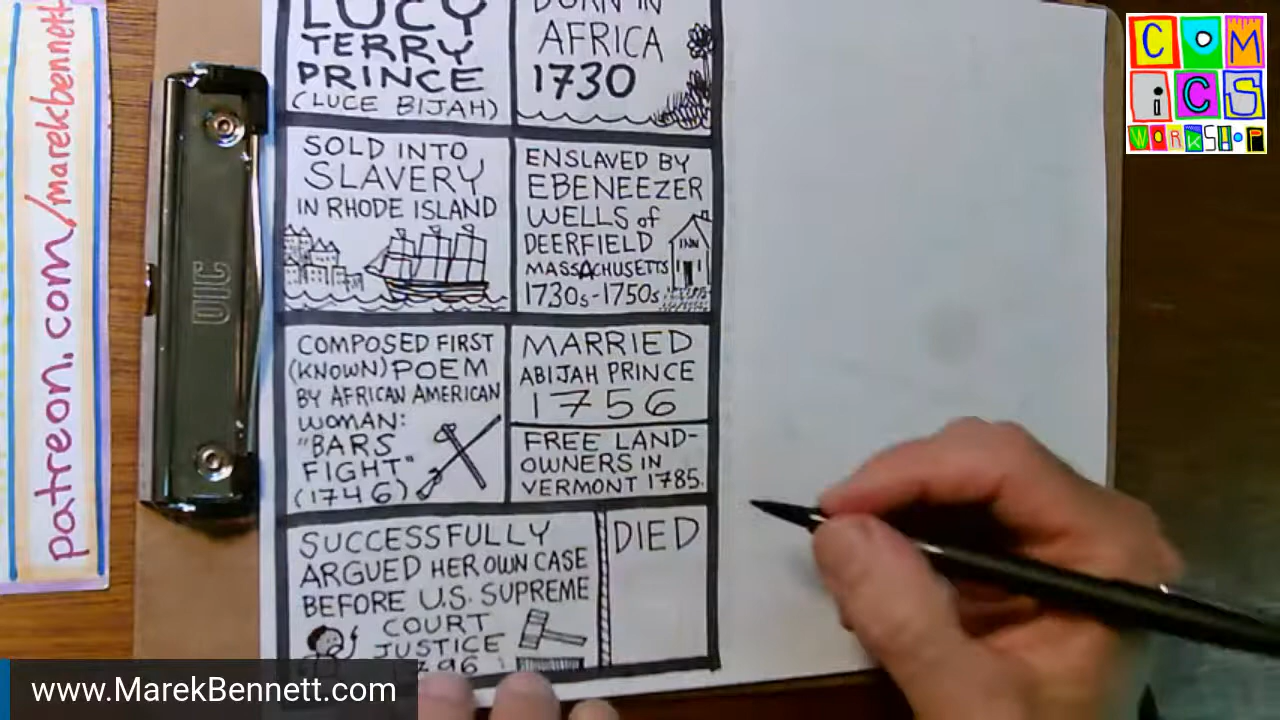 LUCY
TERRY
PRINCE
(LUCE BIJAH)
BORN IN
AFRICA
1730
SOLD INTO
SLAVERY
IN RHODE ISLAND
ENSLAVED BY
EBENEEZER
WELLS of
DEERFIELD
MASSACHUSETTS
1730s-1750s
INN
COMPOSED FIRST
(KNOWN) POEM
BY AFRICAN AMERICAN
WOMAN:
"BARS
FIGHT"
(1746)
MARRIED
ABIJAH PRINCE
1756
FREE LAND-
OWNERS IN
VERMONT 1785.
SUCCESSFULLY
ARGUED HER OWN CASE
BEFORE U.S. SUPREME
COURT
JUSTICE
DIED
patreon.com/marekbennett
UIC
COM
iCS
WORKSHOP
www.MarekBennett.com